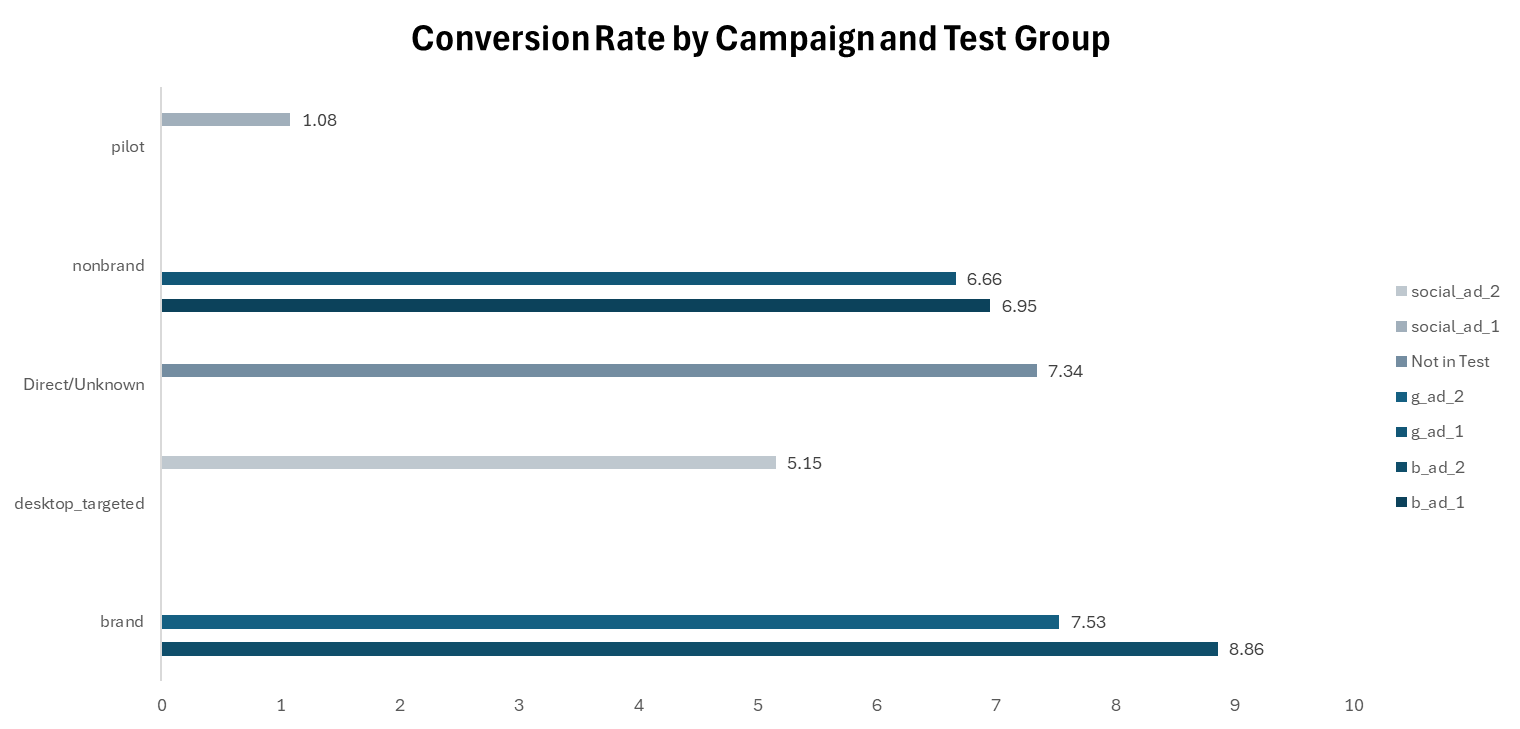 Conversion Rate by Campaign and Test Group
pilot
1.08
nonbrand
6.66
6.95
Direct/Unknown
7.34
desktop_targeted
5.15
brand
7.53
8.86
0 1 2 3 4 5 6 7 8 9 10
social_ad_2
social_ad_1
Not in Test
g_ad_2
g_ad_1
b_ad_2
b_ad_1